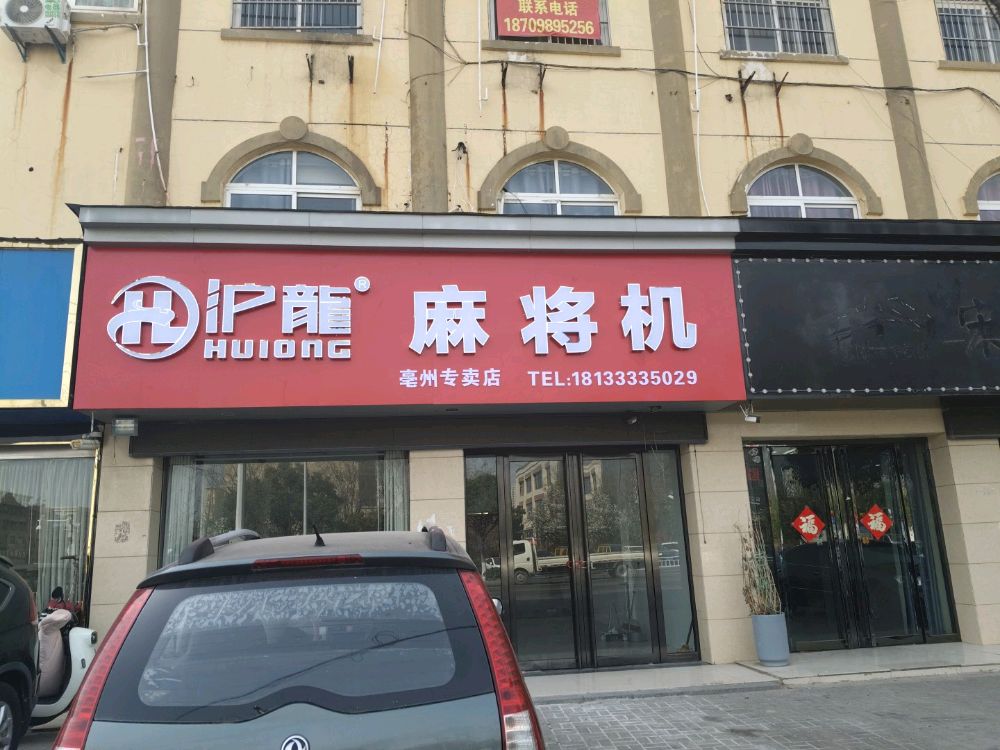 联系电话
18709895256
沪龍®
HUIONG
麻将机
亳州专卖店 TEL:18133335029
福
福